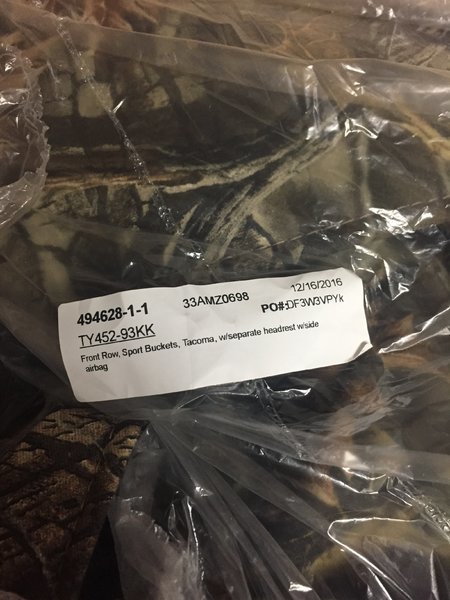 494628-1-1 33AMZ0698 12/16/2016
TY452-93KK PO#:DF3W3VPYk
Front Row, Sport Buckets, Tacoma, w/separate headrest w/side
airbag